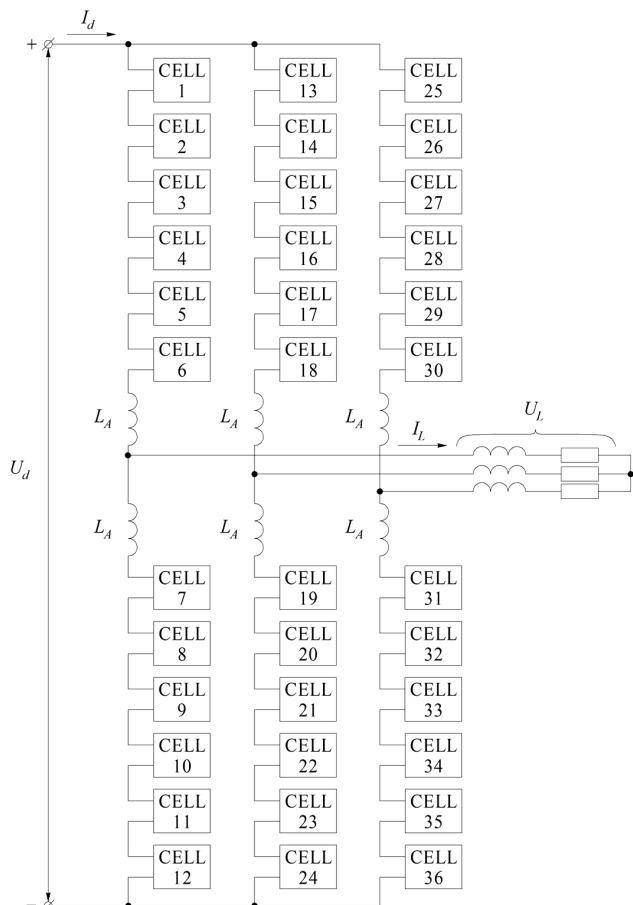 + I_d
CELL 1 CELL 13 CELL 25
CELL 2 CELL 14 CELL 26
CELL 3 CELL 15 CELL 27
CELL 4 CELL 16 CELL 28
CELL 5 CELL 17 CELL 29
CELL 6 CELL 18 CELL 30
L_A L_A L_A I_L U_L
U_d
L_A L_A L_A
CELL 7 CELL 19 CELL 31
CELL 8 CELL 20 CELL 32
CELL 9 CELL 21 CELL 33
CELL 10 CELL 22 CELL 34
CELL 11 CELL 23 CELL 35
CELL 12 CELL 24 CELL 36
−